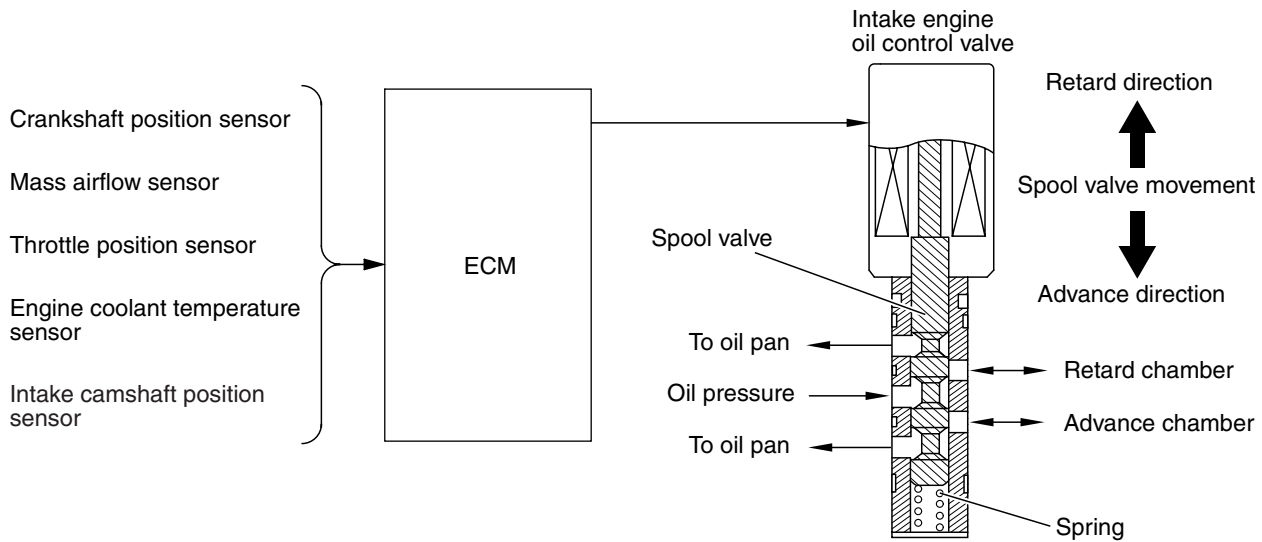 Intake engine
oil control valve
Crankshaft position sensor
Mass airflow sensor
Throttle position sensor
Engine coolant temperature
sensor
Intake camshaft position
sensor
ECM
Retard direction
Spool valve movement
Advance direction
Spool valve
To oil pan
Oil pressure
To oil pan
Retard chamber
Advance chamber
Spring